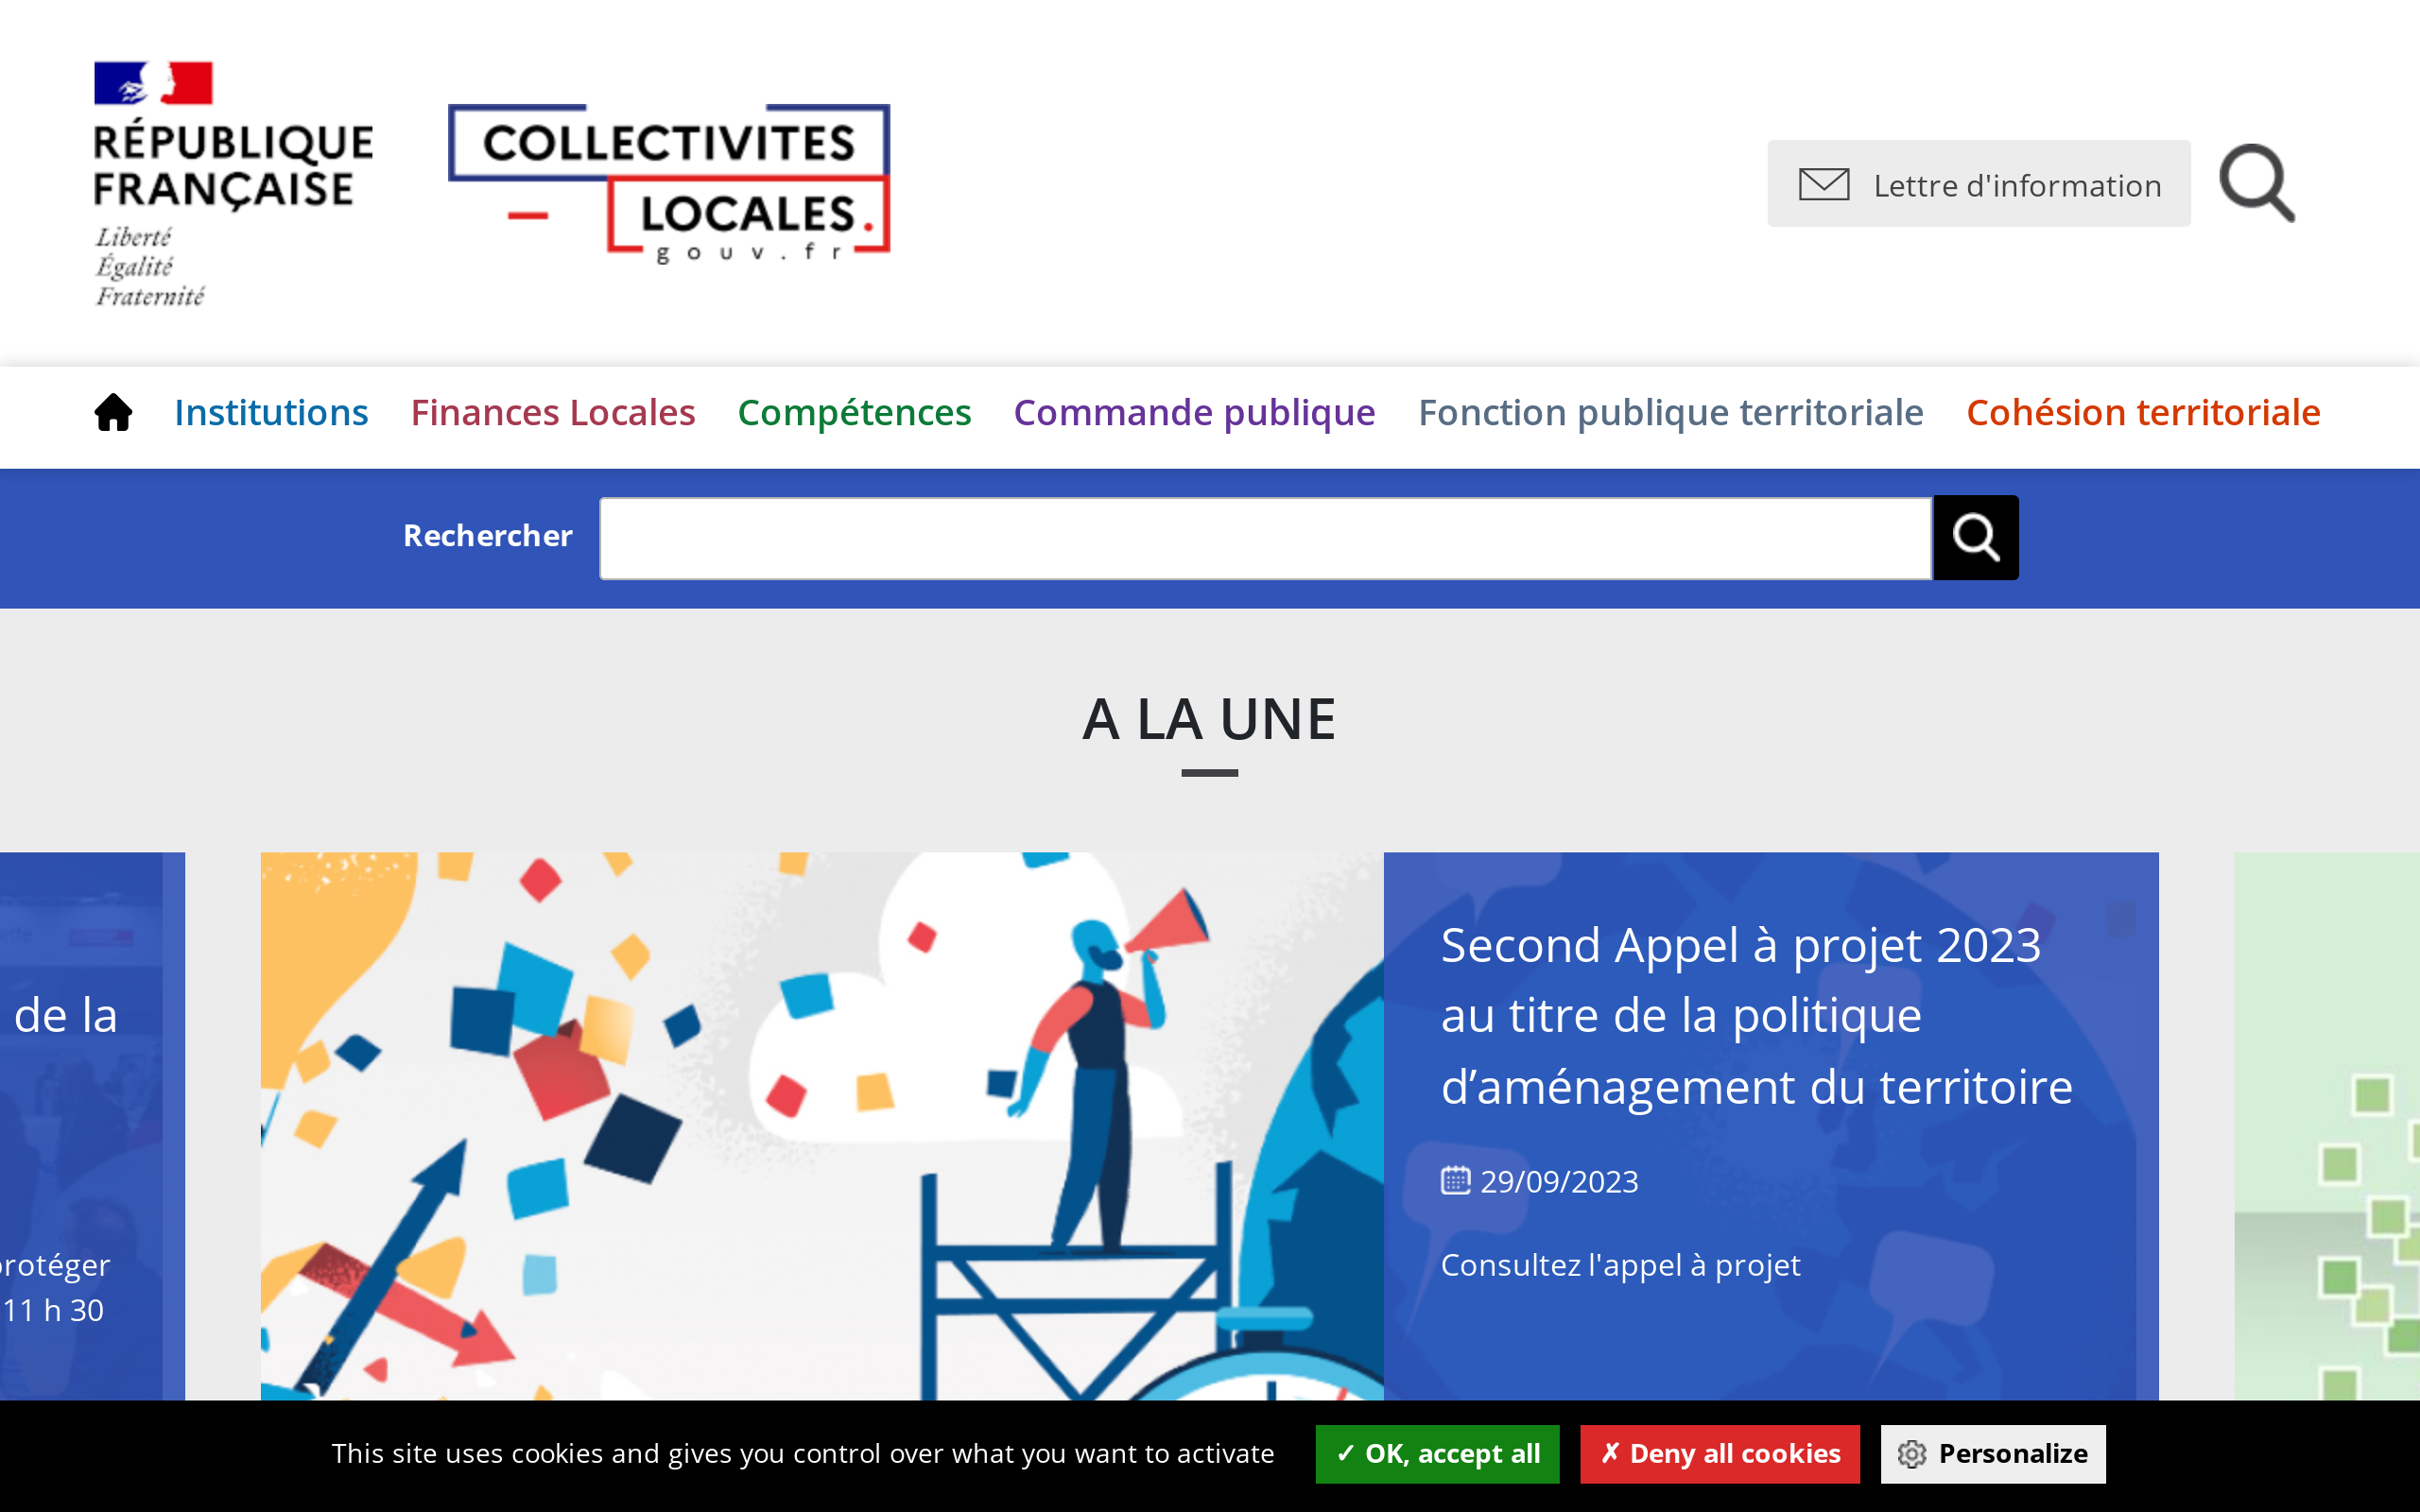 RÉPUBLIQUE
FRANÇAISE
Liberté
Égalité
Fraternité
COLLECTIVITES
LOCALES.
gouv.fr
Lettre d'information
Institutions Finances Locales Compétences Commande publique Fonction publique territoriale Cohésion territoriale
Rechercher
A LA UNE
de la
protéger
11 h 30
Second Appel à projet 2023
au titre de la politique
d’aménagement du territoire
29/09/2023
Consultez l'appel à projet
This site uses cookies and gives you control over what you want to activate
✓ OK, accept all
✗ Deny all cookies
Personalize